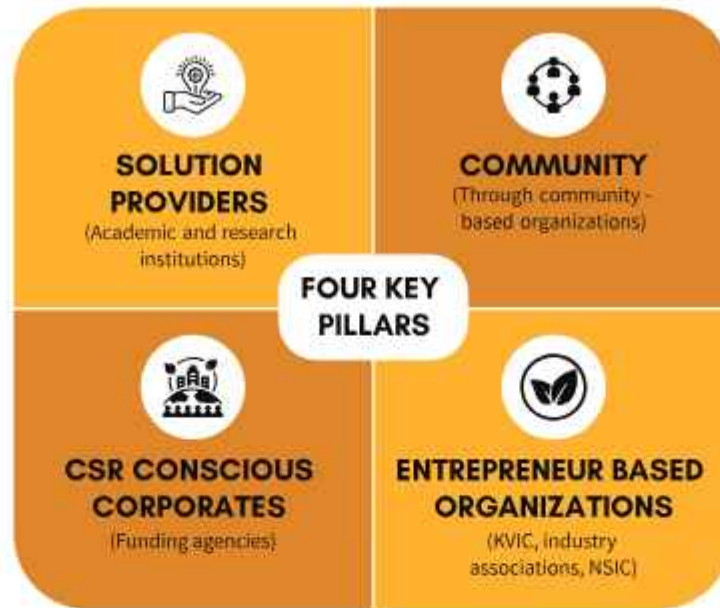 SOLUTION
PROVIDERS
(Academic and research
institutions)
COMMUNITY
(Through community -
based organizations)
FOUR KEY
PILLARS
CSR CONSCIOUS
CORPORATES
(Funding agencies)
ENTREPRENEUR BASED
ORGANIZATIONS
(KVIC, industry
associations, NSIC)